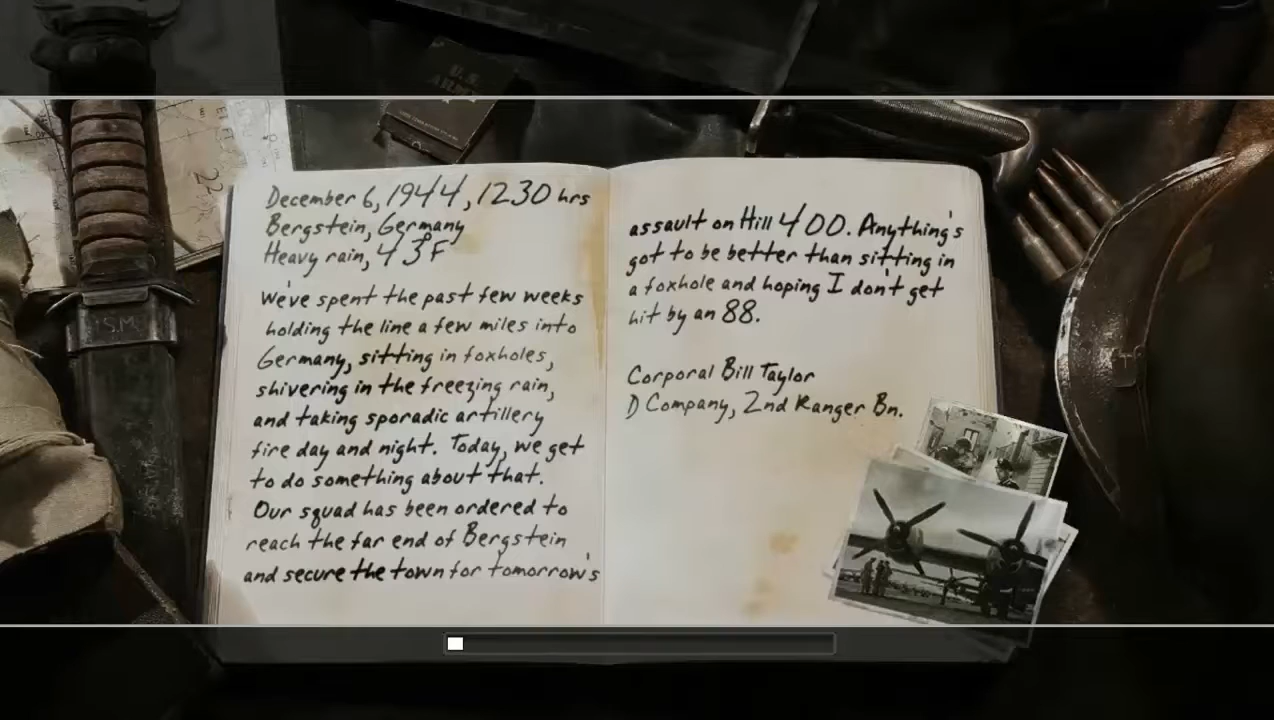 U.S.
ARMY
22
I.S.M.
December 6, 1944, 1230 hrs
Bergstein, Germany
Heavy rain, 43°F
We've spent the past few weeks
holding the line a few miles into
Germany, sitting in foxholes,
shivering in the freezing rain,
and taking sporadic artillery
fire day and night. Today, we get
to do something about that.
Our squad has been ordered to
reach the far end of Bergstein
and secure the town for tomorrow's
assault on Hill 400. Anything's
got to be better than sitting in
a foxhole and hoping I don't get
hit by an 88.
Corporal Bill Taylor
D Company, 2nd Ranger Bn.